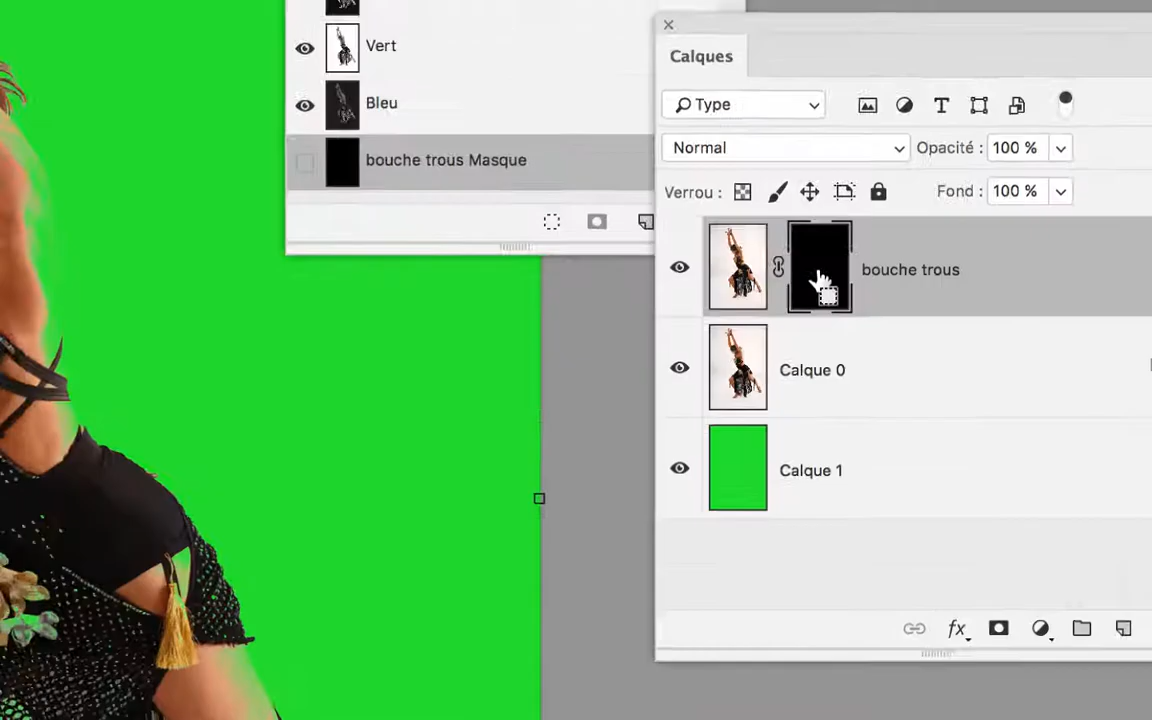 Vert
Bleu
bouche trous Masque
Calques
Type
Normal
Opacité : 100 %
Verrou :
Fond : 100 %
bouche trous
Calque 0
Calque 1
fx